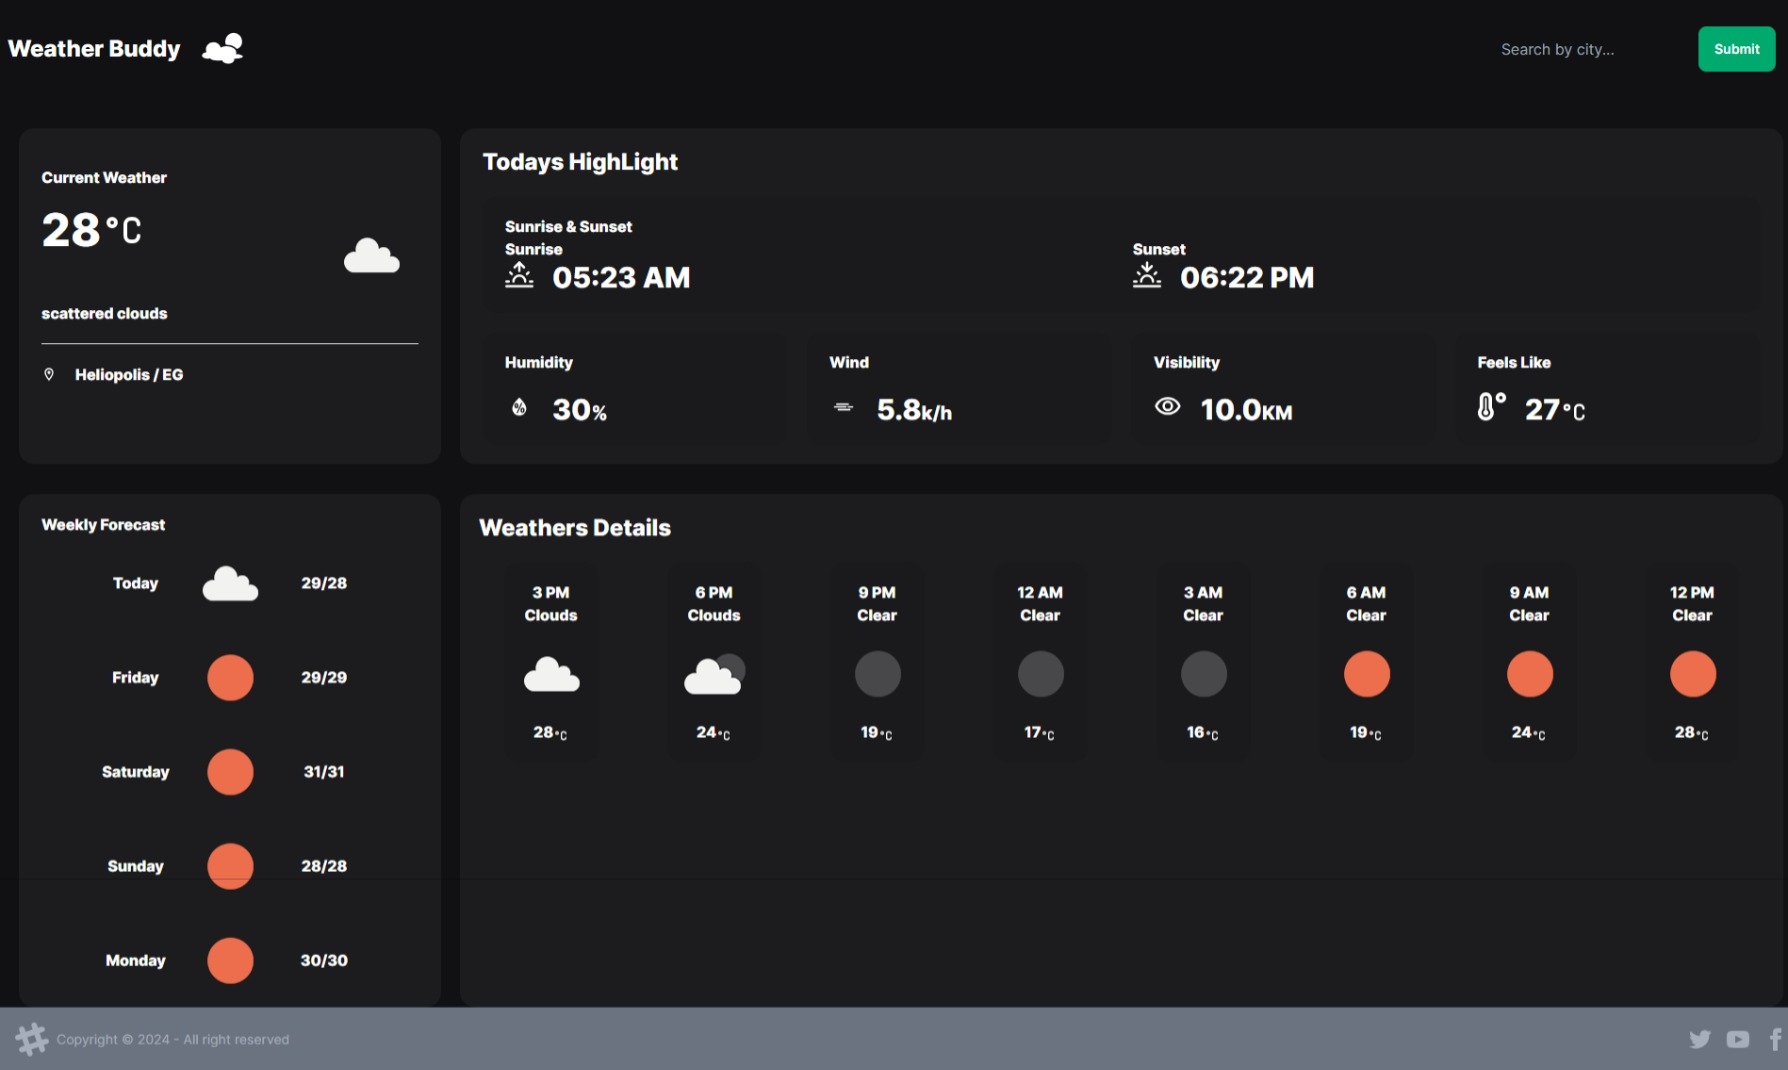 Weather Buddy
Search by city...
Submit
Current Weather
28°C
scattered clouds
Heliopolis / EG
Todays HighLight
Sunrise & Sunset
Sunrise
05:23 AM
Sunset
06:22 PM
Humidity
30%
Wind
5.8k/h
Visibility
10.0KM
Feels Like
27°C
Weekly Forecast
Today 29/28
Friday 29/29
Saturday 31/31
Sunday 28/28
Monday 30/30
Weathers Details
3 PM
Clouds
28°C
6 PM
Clouds
24°C
9 PM
Clear
19°C
12 AM
Clear
17°C
3 AM
Clear
16°C
6 AM
Clear
19°C
9 AM
Clear
24°C
12 PM
Clear
28°C
Copyright © 2024 - All right reserved